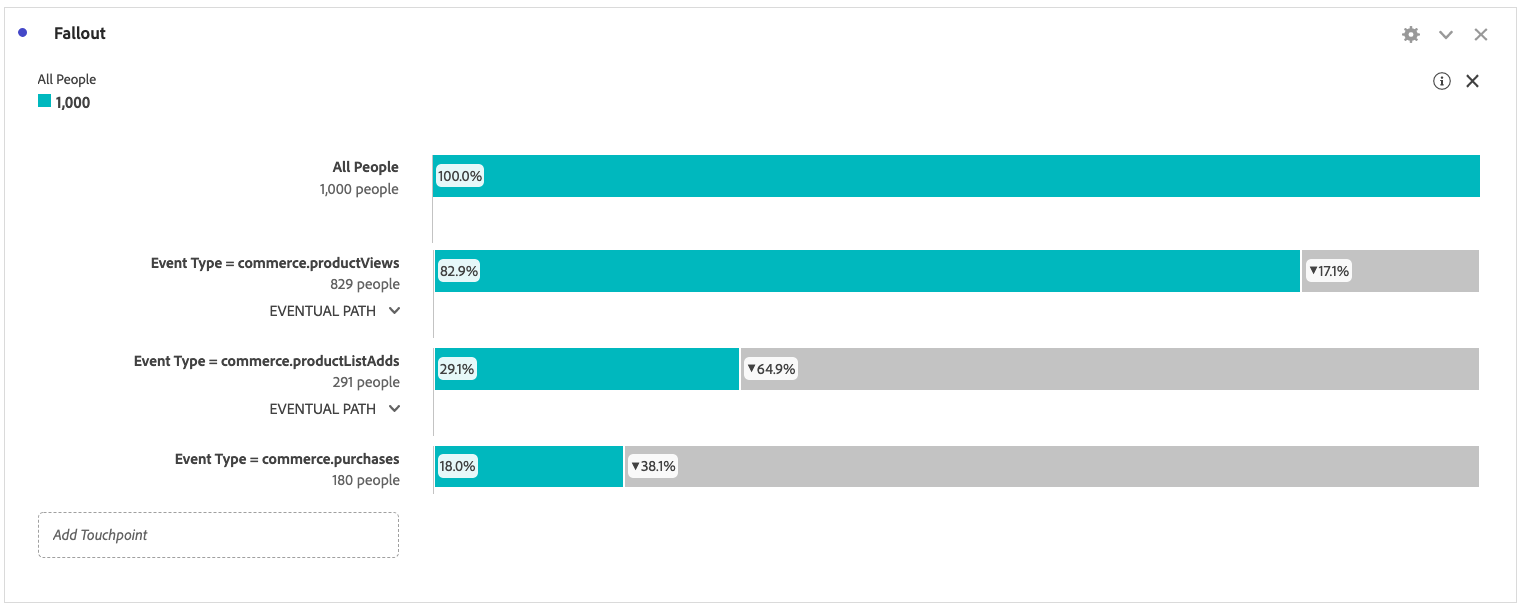 Fallout
All People
1,000
All People
1,000 people
100.0%
Event Type = commerce.productViews
829 people
EVENTUAL PATH
82.9%
▼17.1%
Event Type = commerce.productListAdds
291 people
EVENTUAL PATH
29.1%
▼64.9%
Event Type = commerce.purchases
180 people
18.0%
▼38.1%
Add Touchpoint